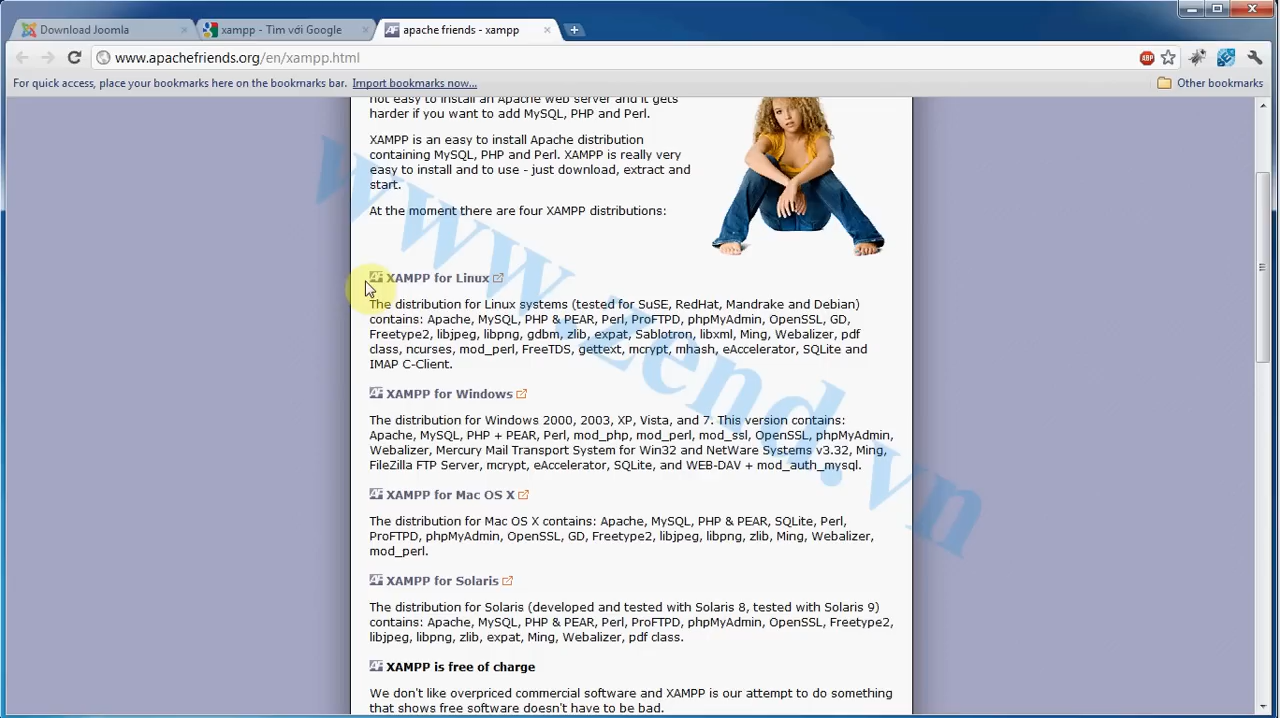 Download Joomla
xampp - Tìm với Google
apache friends - xampp
www.apachefriends.org/en/xampp.html
ABP
For quick access, place your bookmarks here on the bookmarks bar. Import bookmarks now...
Other bookmarks
not easy to install an Apache web server and it gets
harder if you want to add MySQL, PHP and Perl.
XAMPP is an easy to install Apache distribution
containing MySQL, PHP and Perl. XAMPP is really very
easy to install and to use - just download, extract and
start.
At the moment there are four XAMPP distributions:
XAMPP for Linux
The distribution for Linux systems (tested for SuSE, RedHat, Mandrake and Debian)
contains: Apache, MySQL, PHP & PEAR, Perl, ProFTPD, phpMyAdmin, OpenSSL, GD,
Freetype2, libjpeg, libpng, gdbm, zlib, expat, Sablotron, libxml, Ming, Webalizer, pdf
class, ncurses, mod_perl, FreeTDS, gettext, mcrypt, mhash, eAccelerator, SQLite and
IMAP C-Client.
XAMPP for Windows
The distribution for Windows 2000, 2003, XP, Vista, and 7. This version contains:
Apache, MySQL, PHP + PEAR, Perl, mod_php, mod_perl, mod_ssl, OpenSSL, phpMyAdmin,
Webalizer, Mercury Mail Transport System for Win32 and NetWare Systems v3.32, Ming,
FileZilla FTP Server, mcrypt, eAccelerator, SQLite, and WEB-DAV + mod_auth_mysql.
XAMPP for Mac OS X
The distribution for Mac OS X contains: Apache, MySQL, PHP & PEAR, SQLite, Perl,
ProFTPD, phpMyAdmin, OpenSSL, GD, Freetype2, libjpeg, libpng, zlib, Ming, Webalizer,
mod_perl.
XAMPP for Solaris
The distribution for Solaris (developed and tested with Solaris 8, tested with Solaris 9)
contains: Apache, MySQL, PHP & PEAR, Perl, ProFTPD, phpMyAdmin, OpenSSL, Freetype2,
libjpeg, libpng, zlib, expat, Ming, Webalizer, pdf class.
XAMPP is free of charge
We don't like overpriced commercial software and XAMPP is our attempt to do something
that shows free software doesn't have to be bad.
www.zend.vn